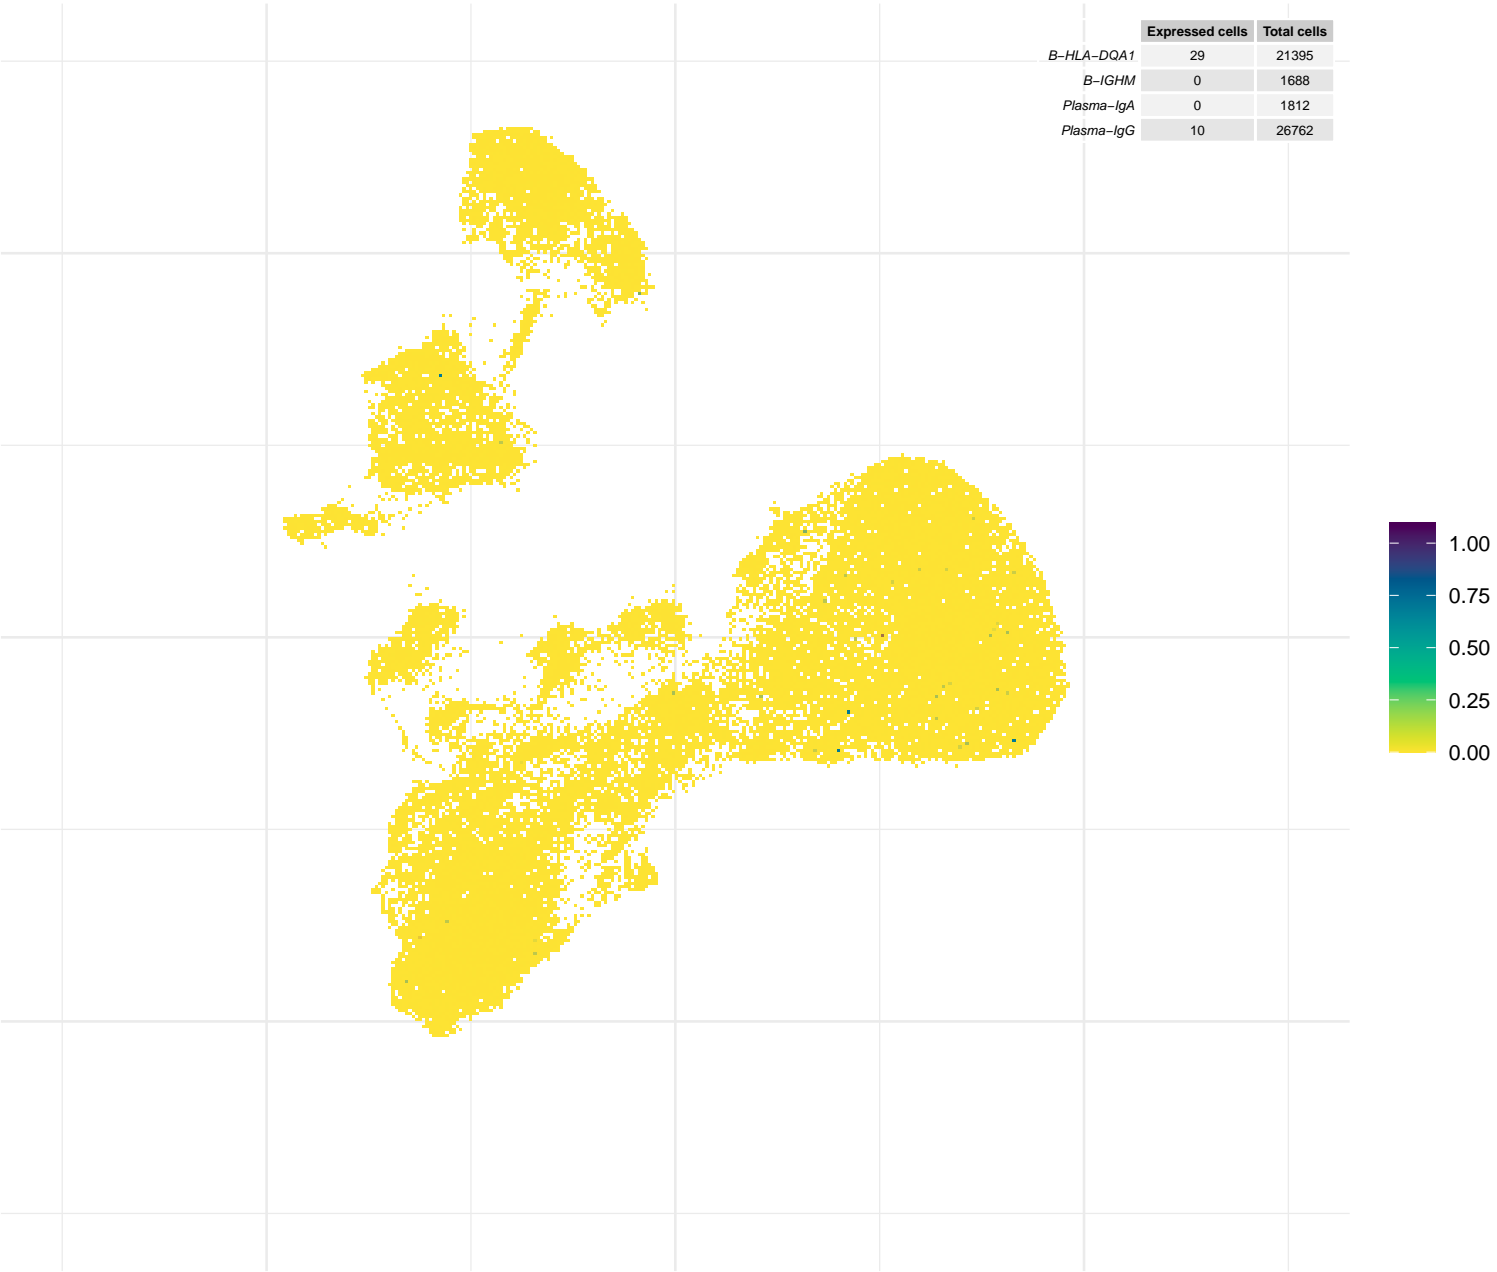 Expressed cells Total cells
B−HLA−DQA1 29 21395
B−IGHM 0 1688
Plasma−IgA 0 1812
Plasma−IgG 10 26762
1.00
0.75
0.50
0.25
0.00